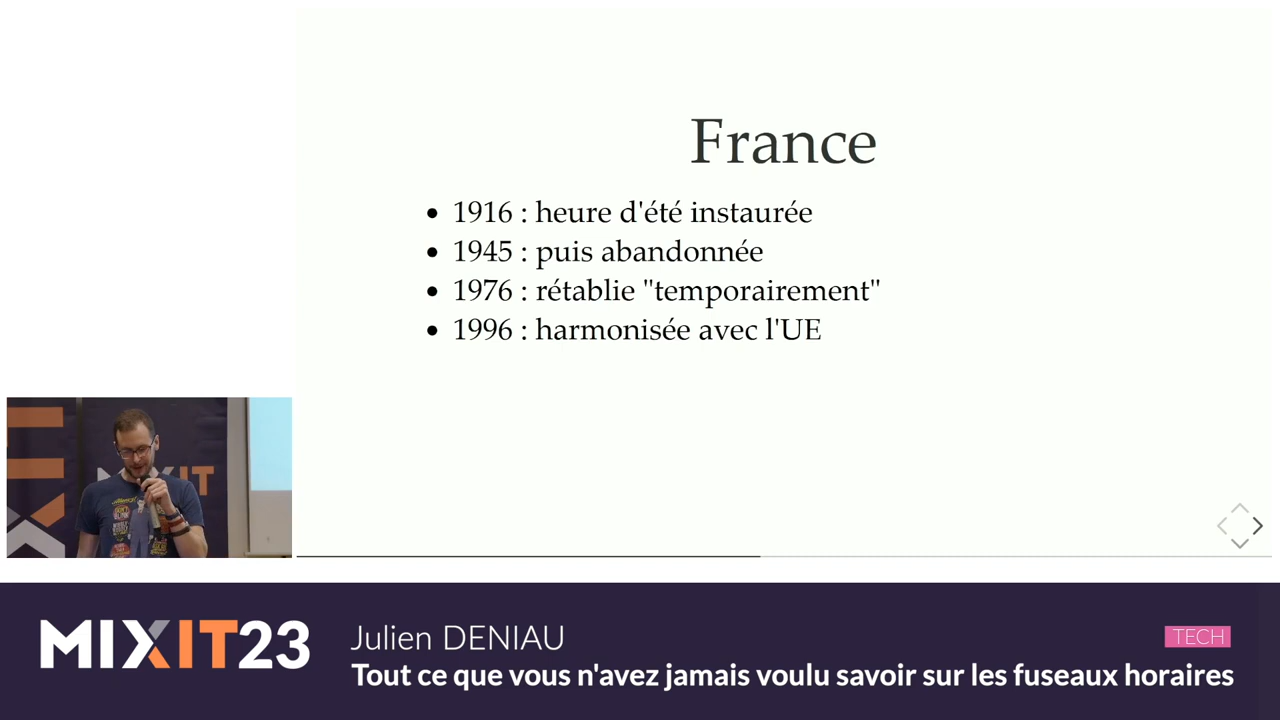 France
1916 : heure d'été instaurée
1945 : puis abandonnée
1976 : rétablie "temporairement"
1996 : harmonisée avec l'UE
MIXIT
MIXIT23
Julien DENIAU
TECH
Tout ce que vous n'avez jamais voulu savoir sur les fuseaux horaires